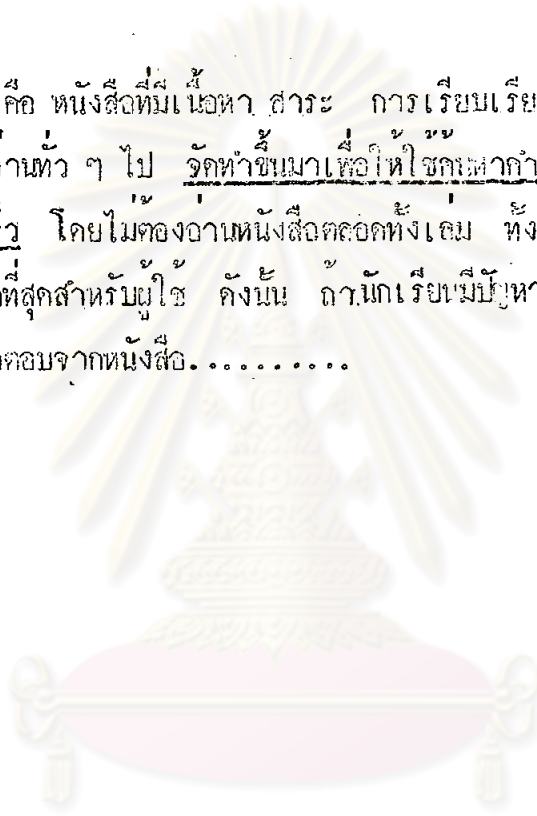 คือ หนังสือที่มีเนื้อหา สาระ การเรียบเรีย
านทั่ว ๆ ไป จัดทำขึ้นมาเพื่อให้ใช้ค้นหาคำ
ว โดยไม่ต้องอ่านหนังสือตลอดทั้งเล่ม ทั้ง
ที่สุดสำหรับผู้ใช้ ดังนั้น ถ้านักเรียนมีปัญหา
ตอบจากหนังสือ..........